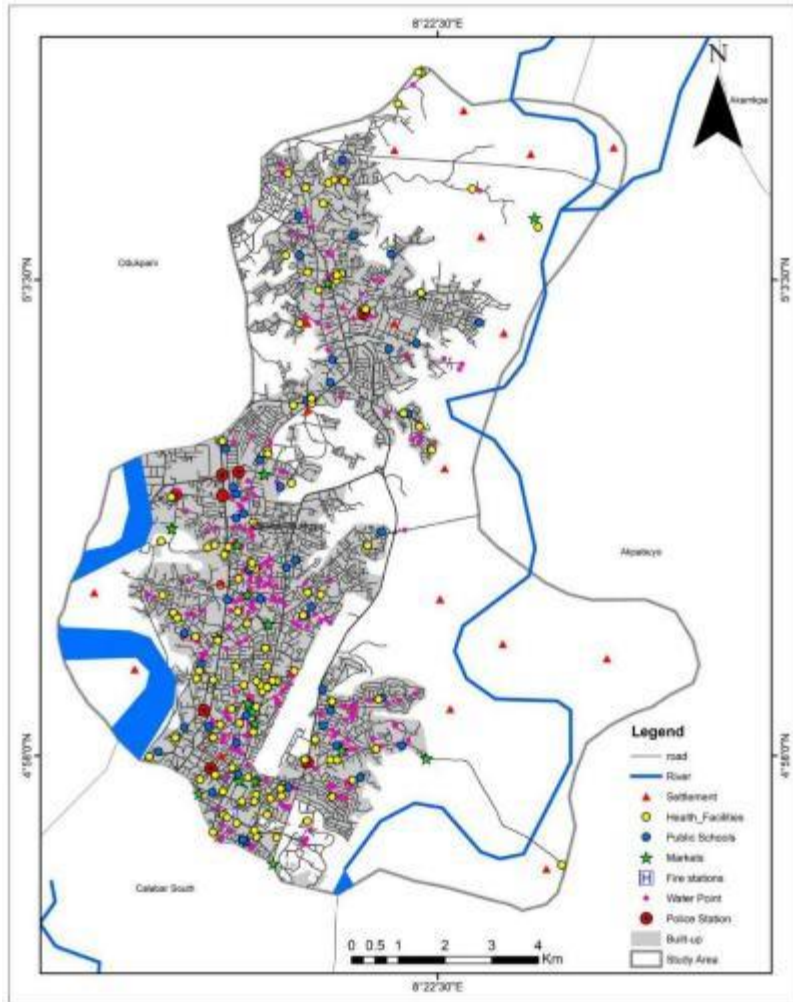 8°22'30"E
N
Akamkpa
Odukpani
5°3'30"N
5°3'30"N
Akpabuyo
Legend
road
River
Settlement
Health_Facilities
Public Schools
Markets
H Fire stations
Water Point
Police Station
Built-up
Study Area
4°58'0"N
4°58'0"N
Calabar South
0 0.5 1 2 3 4
Km
8°22'30"E